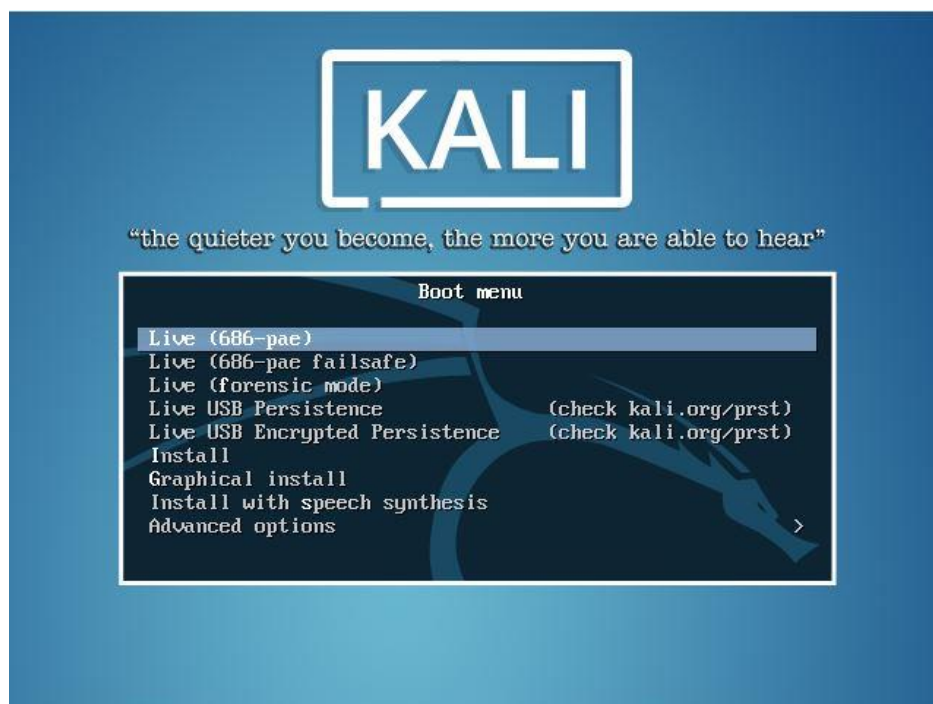 KALI
“the quieter you become, the more you are able to hear”
Boot menu
Live (686-pae)
Live (686-pae failsafe)
Live (forensic mode)
Live USB Persistence (check kali.org/prst)
Live USB Encrypted Persistence (check kali.org/prst)
Install
Graphical install
Install with speech synthesis
Advanced options >